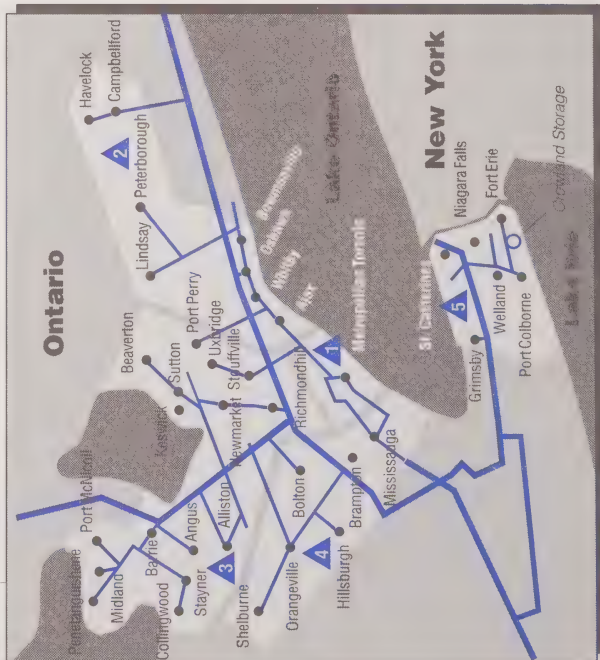 Ontario
New York
Lake Ontario
Lake Erie
Havelock
Campbellford
2
Peterborough
Lindsay
Bowmanville
Oshawa
Whitby
Ajax
Port Perry
Uxbridge
Stouffville
Beaverton
Sutton
Keswick
Newmarket
Richmondhill
1
Metropolitan Toronto
Mississauga
Port McNicoll
Penetanguishene
Midland
Barrie
Angus
Alliston
Collingwood
Stayner
3
Shelburne
Orangeville
Bolton
Brampton
4
Hillsburgh
St. Catharines
Niagara Falls
Fort Erie
Crowland Storage
5
Welland
Grimsby
Port Colborne